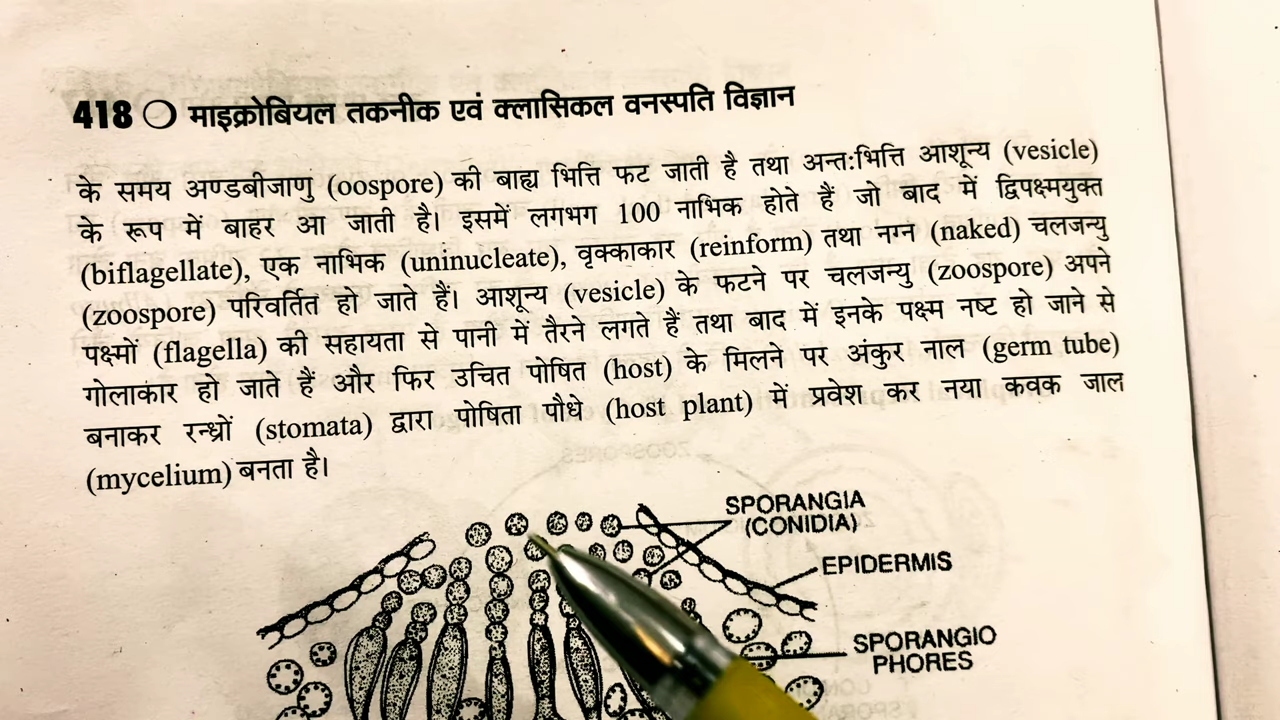 418 ○ माइक्रोबियल तकनीक एवं क्लासिकल वनस्पति विज्ञान
के समय अण्डबीजाणु (oospore) की बाह्य भित्ति फट जाती है तथा अन्त:भित्ति आशून्य (vesicle)
के रूप में बाहर आ जाती है। इसमें लगभग 100 नाभिक होते हैं जो बाद में द्विपक्ष्मयुक्त
(biflagellate), एक नाभिक (uninucleate), वृक्काकार (reinform) तथा नग्न (naked) चलजन्यु
(zoospore) परिवर्तित हो जाते हैं। आशून्य (vesicle) के फटने पर चलजन्यु (zoospore) अपने
पक्ष्मों (flagella) की सहायता से पानी में तैरने लगते हैं तथा बाद में इनके पक्ष्म नष्ट हो जाने से
गोलाकार हो जाते हैं और फिर उचित पोषित (host) के मिलने पर अंकुर नाल (germ tube)
बनाकर रन्ध्रों (stomata) द्वारा पोषिता पौधे (host plant) में प्रवेश कर नया कवक जाल
(mycelium) बनता है।
SPORANGIA
(CONIDIA)
EPIDERMIS
SPORANGIO
PHORES